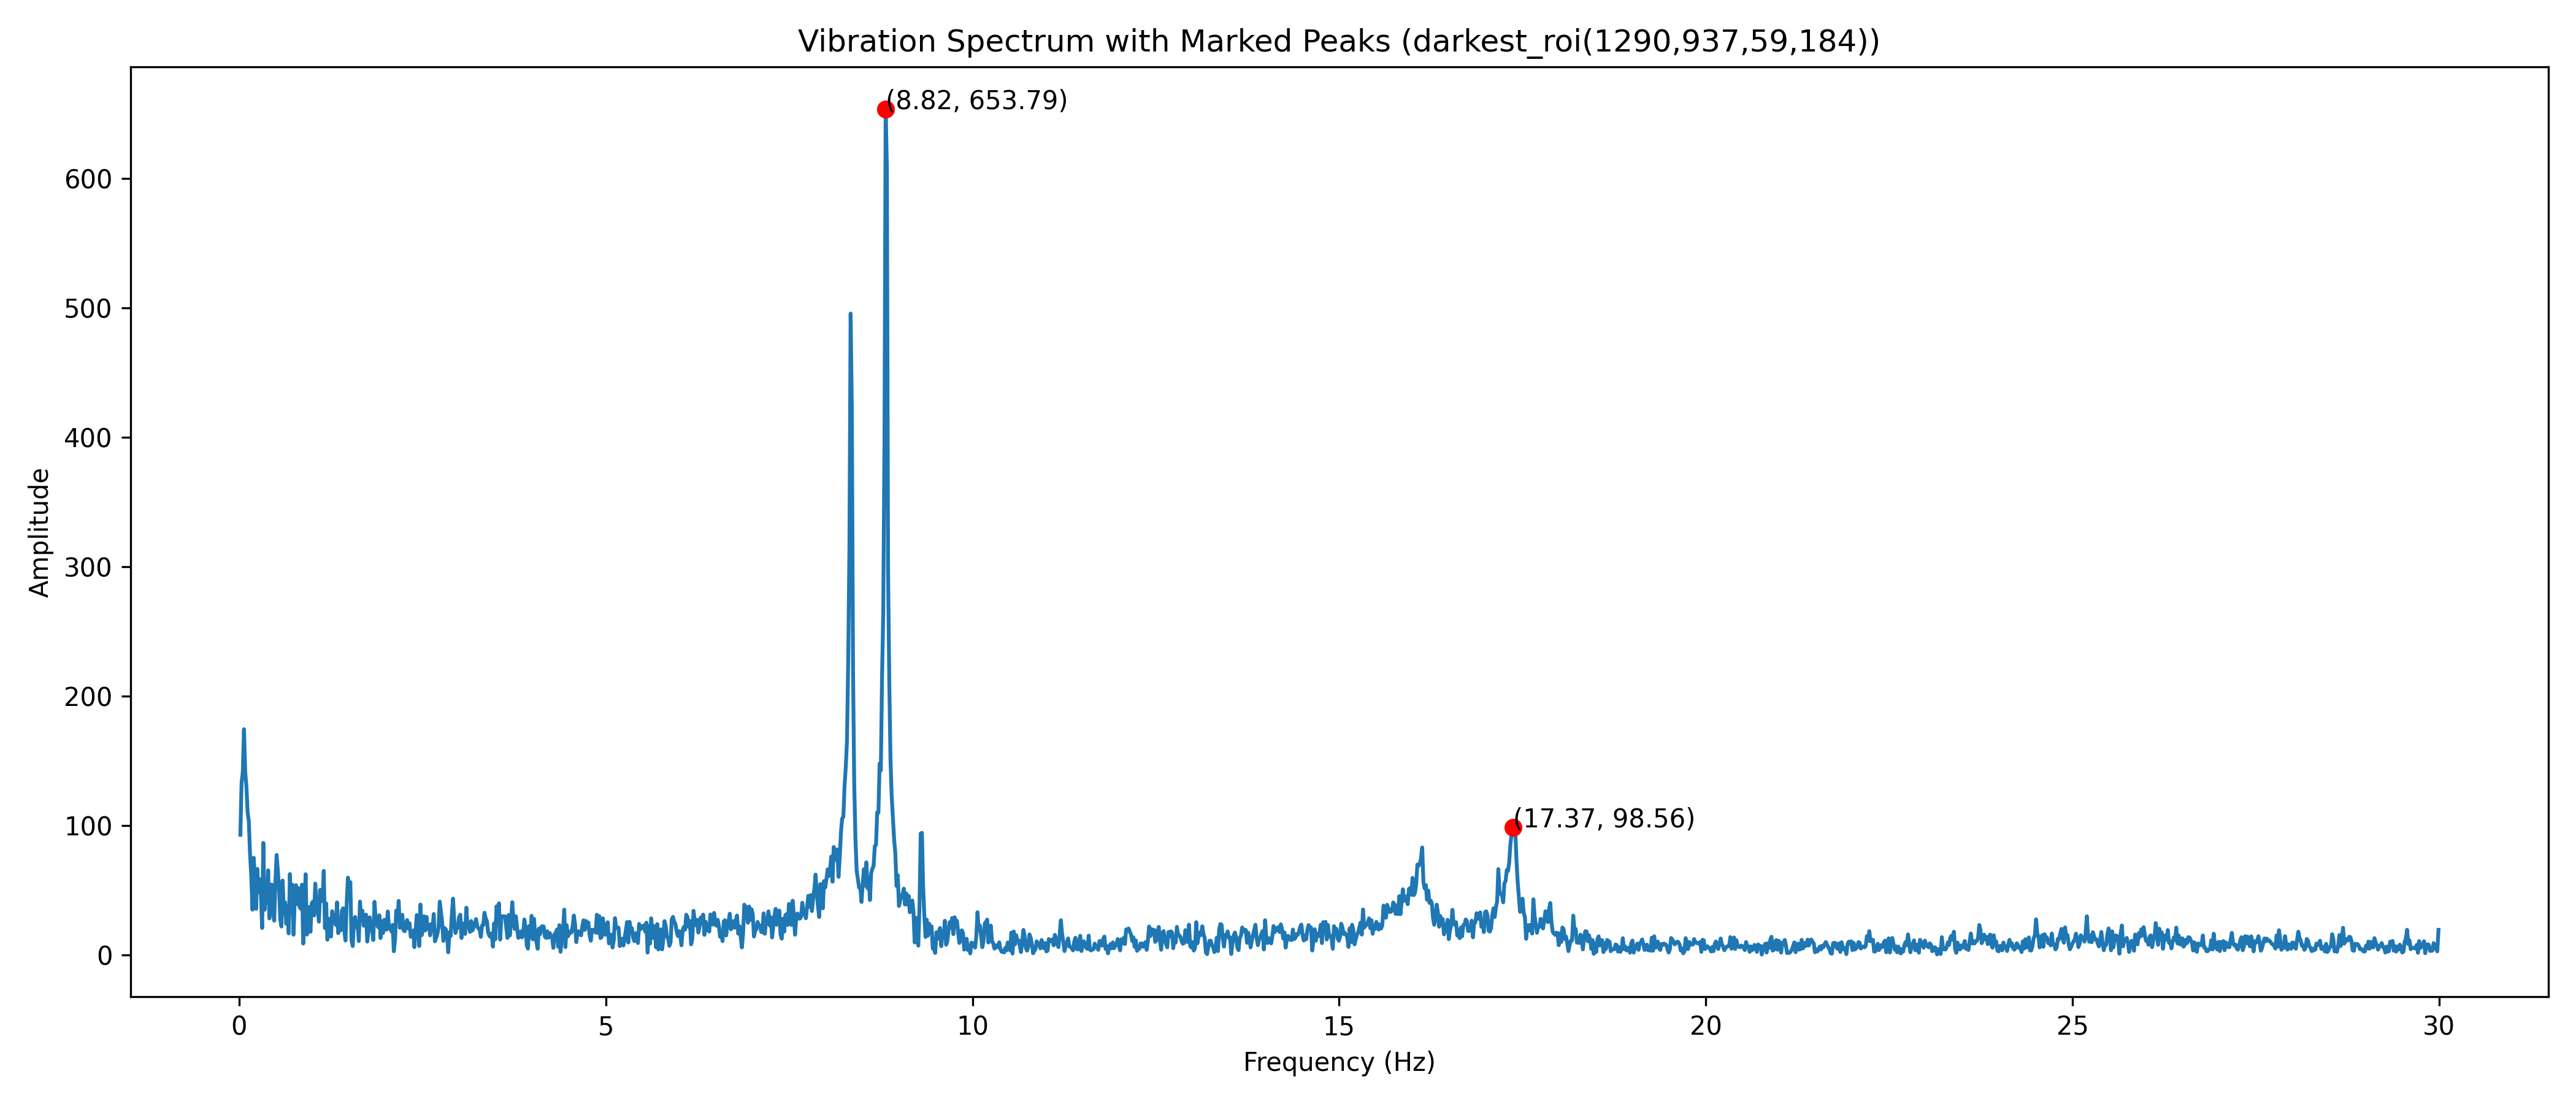 Vibration Spectrum with Marked Peaks (darkest_roi(1290,937,59,184))
(8.82, 653.79)
600
500
400
300
200
100
0
Amplitude
(17.37, 98.56)
0 5 10 15 20 25 30
Frequency (Hz)